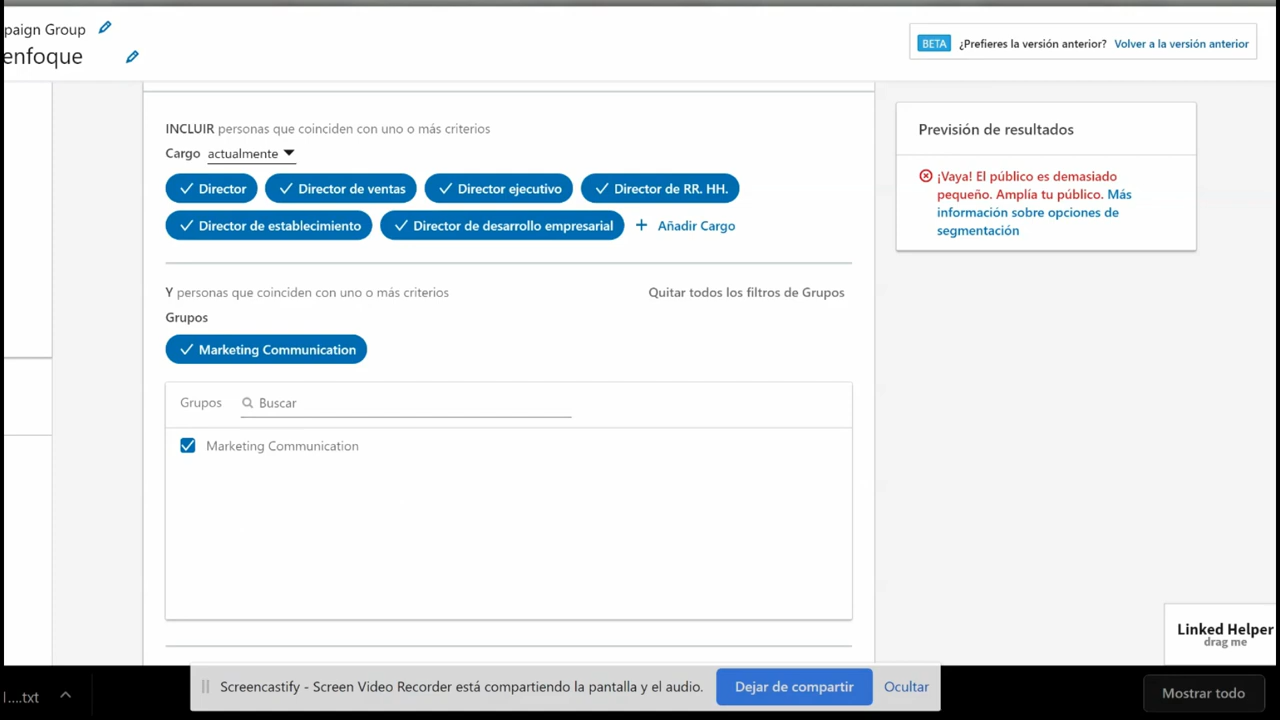 paign Group
enfoque
BETA ¿Prefieres la versión anterior? Volver a la versión anterior
INCLUIR personas que coinciden con uno o más criterios
Cargo actualmente
Director Director de ventas Director ejecutivo Director de RR. HH.
Director de establecimiento Director de desarrollo empresarial + Añadir Cargo
Y personas que coinciden con uno o más criterios Quitar todos los filtros de Grupos
Grupos
Marketing Communication
Grupos Buscar
Marketing Communication
Previsión de resultados
¡Vaya! El público es demasiado
pequeño. Amplía tu público. Más
información sobre opciones de
segmentación
Linked Helper
drag me
l....txt
Screencastify - Screen Video Recorder está compartiendo la pantalla y el audio. Dejar de compartir Ocultar
Mostrar todo